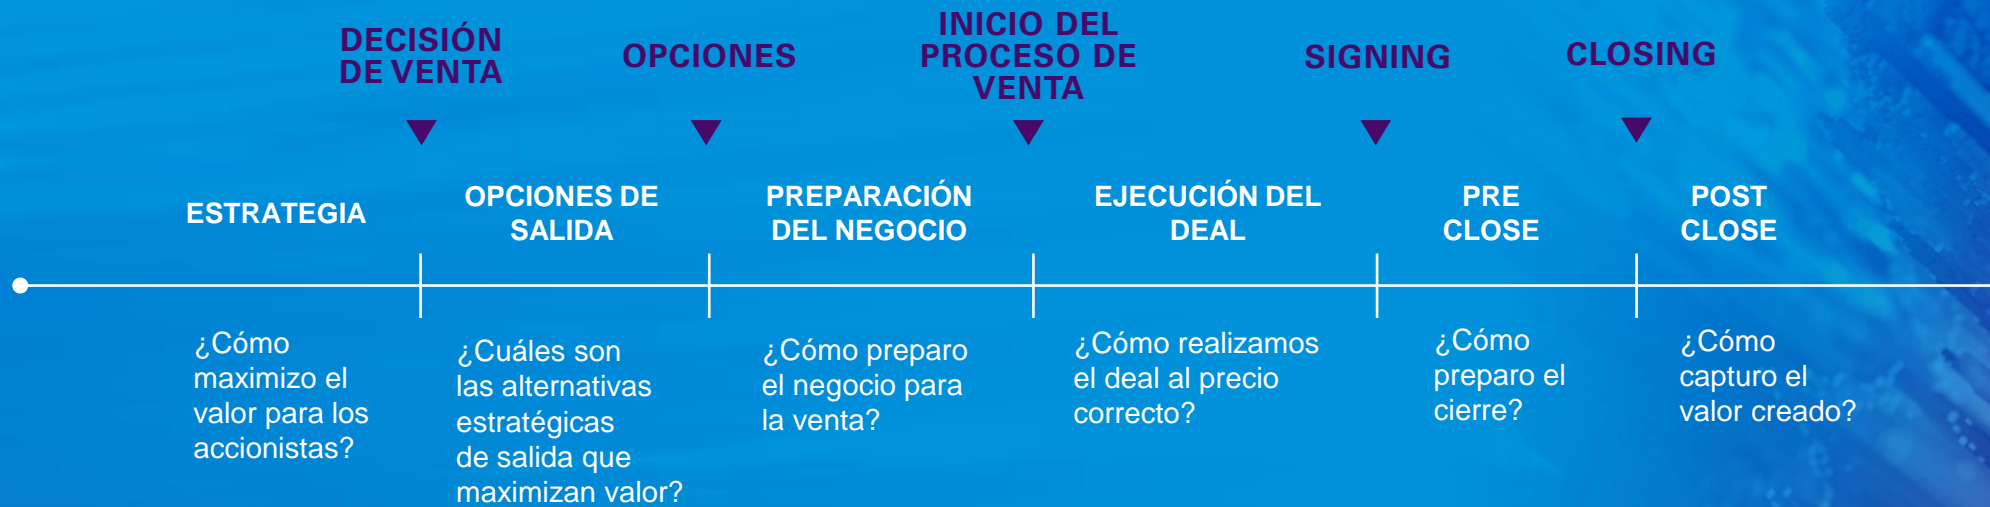 DECISIÓN
DE VENTA
OPCIONES
INICIO DEL
PROCESO DE
VENTA
SIGNING
CLOSING
ESTRATEGIA
OPCIONES DE
SALIDA
PREPARACIÓN
DEL NEGOCIO
EJECUCIÓN DEL
DEAL
PRE
CLOSE
POST
CLOSE
¿Cómo
maximizo el
valor para los
accionistas?
¿Cuáles son
las alternativas
estratégicas
de salida que
maximizan valor?
¿Cómo preparo
el negocio para
la venta?
¿Cómo realizamos
el deal al precio
correcto?
¿Cómo
preparo el
cierre?
¿Cómo
capturo el
valor creado?